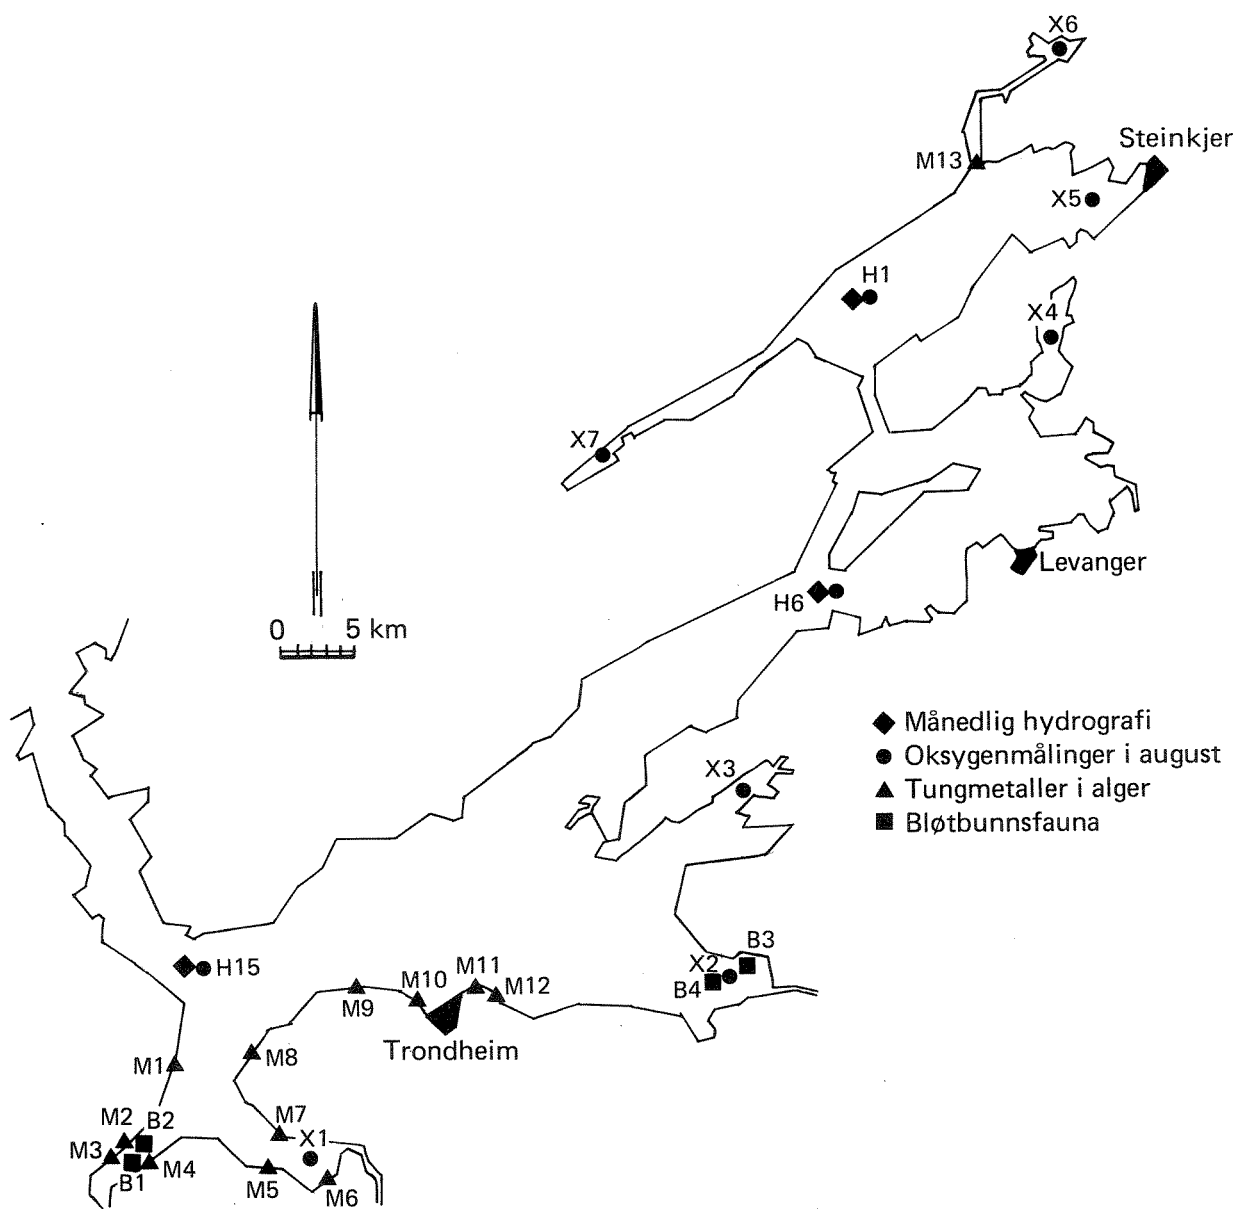 X6
Steinkjer
M13
X5
H1
X4
X7
Levanger
H6
0 5 km
Månedlig hydrografi
Oksygenmålinger i august
Tungmetaller i alger
Bløtbunnsfauna
X3
B3
X2
B4
H15
M11
M10
M12
M9
Trondheim
M8
M1
M7
M2
B2
X1
M3
M4
B1
M5
M6